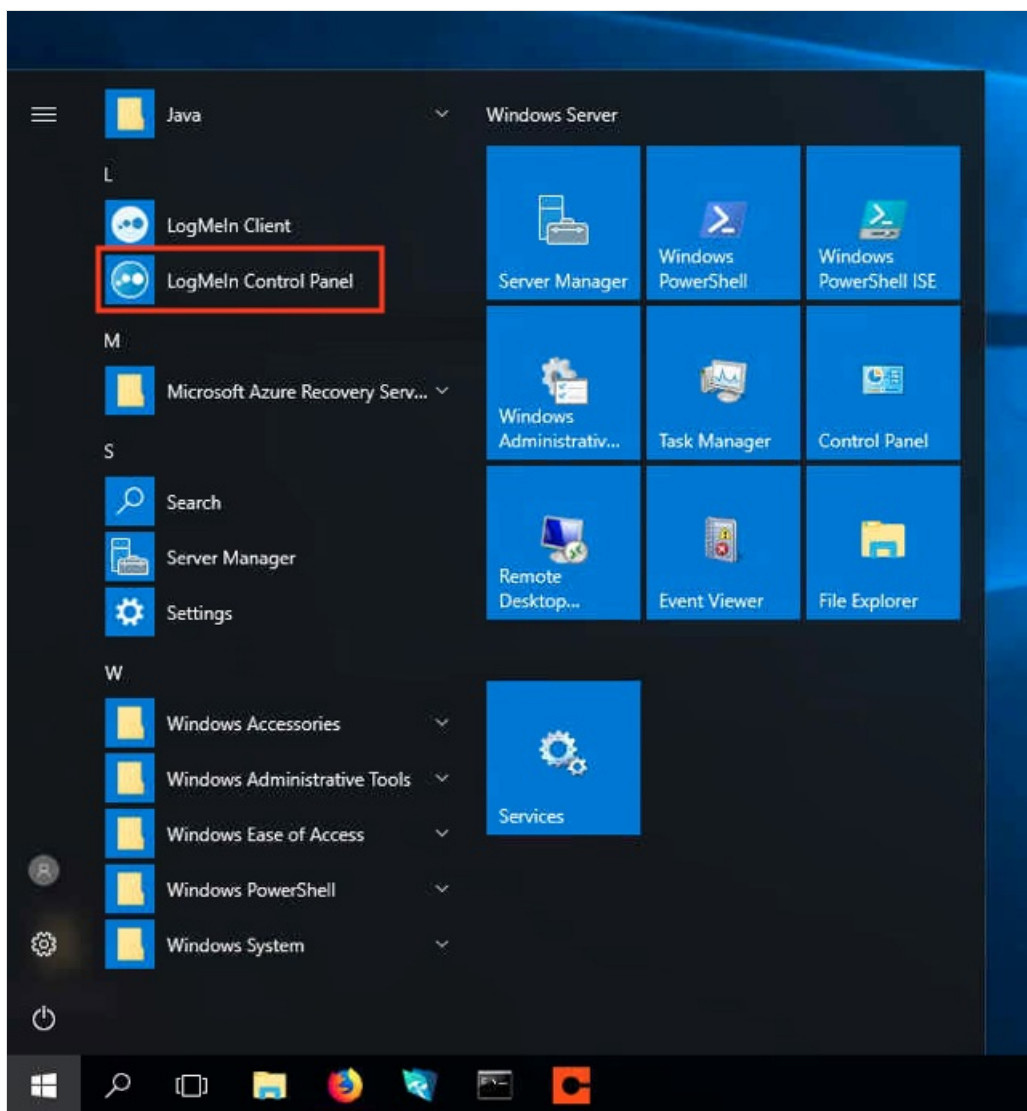 Java
L
LogMeIn Client
LogMeIn Control Panel
M
Microsoft Azure Recovery Serv...
S
Search
Server Manager
Settings
W
Windows Accessories
Windows Administrative Tools
Windows Ease of Access
Windows PowerShell
Windows System
Windows Server
Server Manager
Windows
PowerShell
Windows
PowerShell ISE
Windows
Administrativ...
Task Manager
Control Panel
Remote
Desktop...
Event Viewer
File Explorer
Services